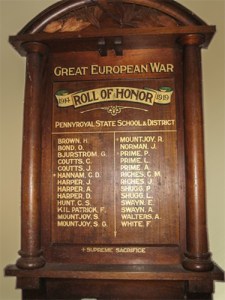 GREAT EUROPEAN WAR
1914 ROLL OF HONOR 1919
PENNYROYAL STATE SCHOOL & DISTRICT
BROWN, H.
BOND, O.
BJURSTROM, G.
COUTTS, G.
COUTTS, J.
+ HANNAM, C.D.
HARPER, J.
HARPER, A.
HARPER, D.
HUNT, C.S.
KILPATRICK, F.
MOUNTJOY, S.
MOUNTJOY, S.G.
+ MOUNTJOY, R.
NORMAN, J.
PRIME, P.
PRIME, L.
PRIME, A.
RICHES, C.M.
RICHES, J.
SHUGG, P.
SHUGG, L.
SWAYN, E.
SWAYN, A.
WALTERS, A.
WHITE, F.
+ SUPREME SACRIFICE